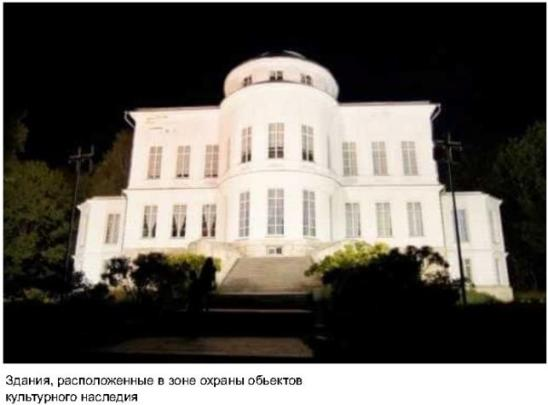 Здания, расположенные в зоне охраны обьектов
культурного наследия